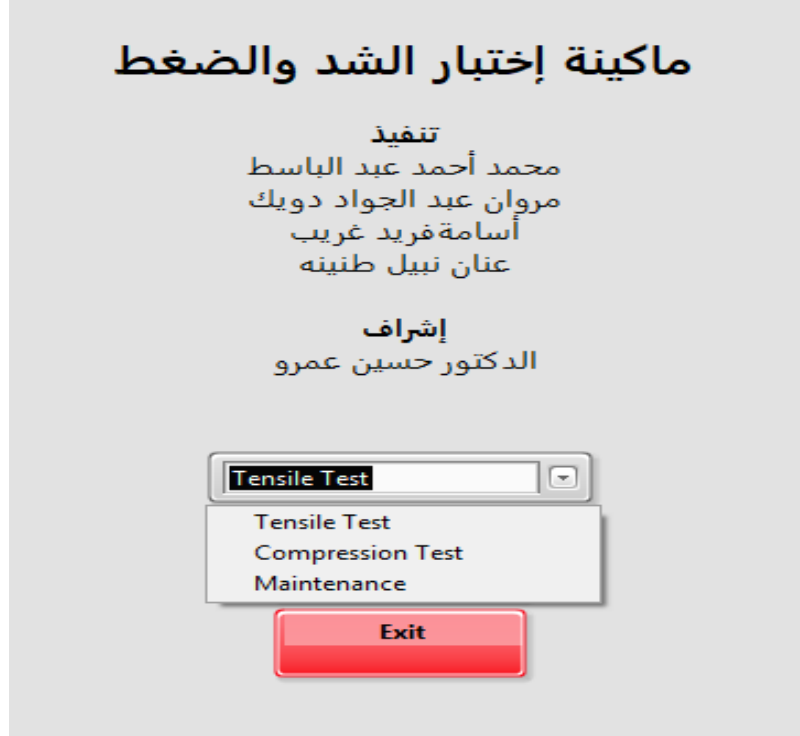 ماكينة إختبار الشد والضغط
تنفيذ
محمد أحمد عبد الباسط
مروان عبد الجواد دويك
أسامةفريد غريب
عنان نبيل طنينه
إشراف
الدكتور حسين عمرو
Tensile Test
Tensile Test
Compression Test
Maintenance
Exit